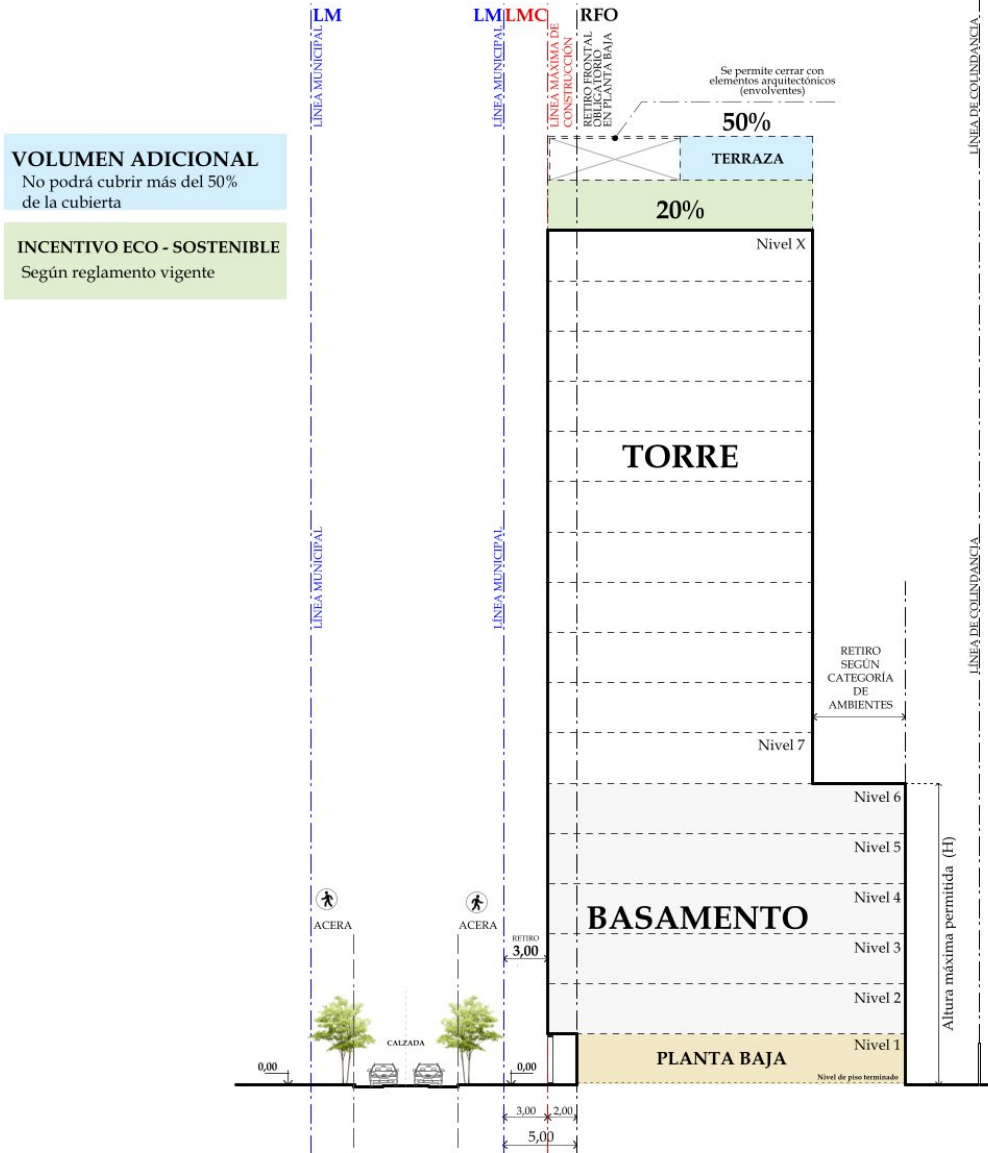 LM
LM
LMC
RFO
LÍNEA MUNICIPAL
LÍNEA MUNICIPAL
LÍNEA MÁXIMA DE
CONSTRUCCIÓN
RETIRO FRONTAL
OBLIGATORIO
EN PLANTA BAJA
LÍNEA DE COLINDANCIA
Se permite cerrar con
elementos arquitectónicos
(envolventes)
50%
TERRAZA
VOLUMEN ADICIONAL
No podrá cubrir más del 50%
de la cubierta
20%
INCENTIVO ECO - SOSTENIBLE
Según reglamento vigente
Nivel X
TORRE
LÍNEA MUNICIPAL
LÍNEA MUNICIPAL
LÍNEA DE COLINDANCIA
RETIRO
SEGÚN
CATEGORÍA
DE
AMBIENTES
Nivel 7
Nivel 6
Nivel 5
Nivel 4
BASAMENTO
Nivel 3
Nivel 2
Altura máxima permitida (H)
ACERA
ACERA
RETIRO
3,00
CALZADA
Nivel 1
PLANTA BAJA
Nivel de piso terminado
0,00
0,00
3,00
2,00
5,00